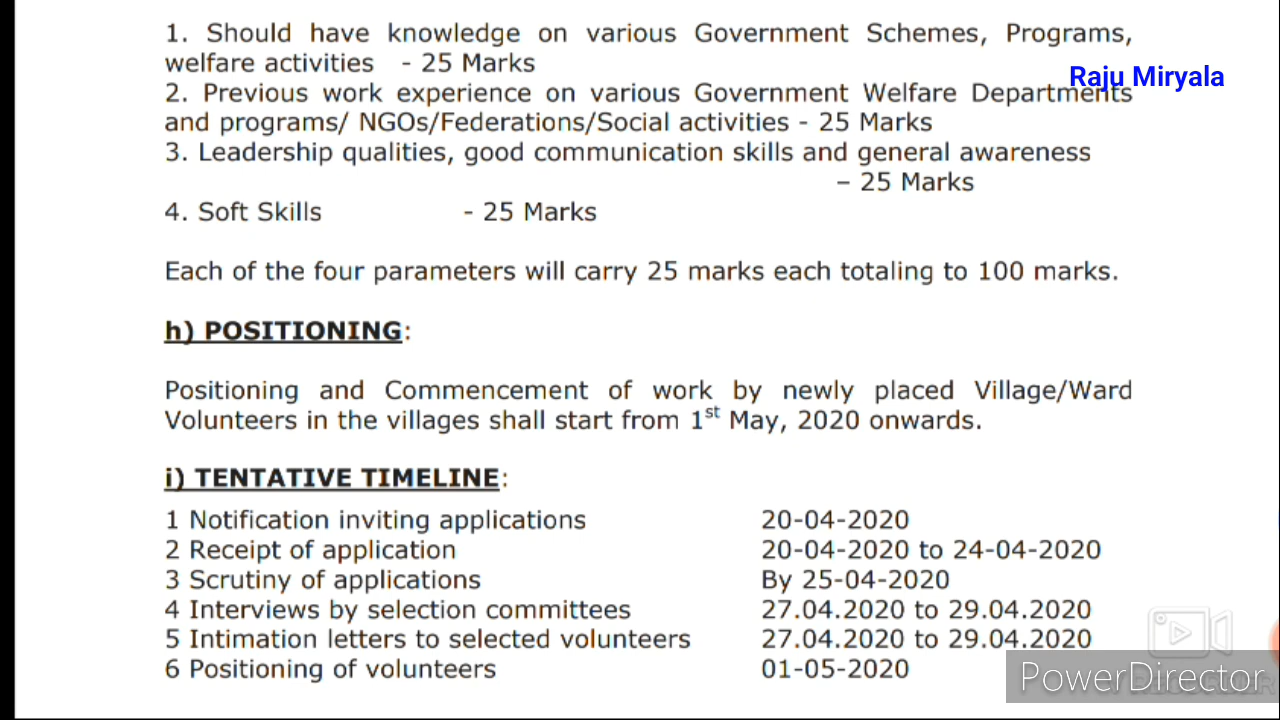 1. Should have knowledge on various Government Schemes, Programs,
welfare activities - 25 Marks
Raju Miryala
2. Previous work experience on various Government Welfare Departments
and programs/ NGOs/Federations/Social activities - 25 Marks
3. Leadership qualities, good communication skills and general awareness
– 25 Marks
4. Soft Skills - 25 Marks
Each of the four parameters will carry 25 marks each totaling to 100 marks.
h) POSITIONING:
Positioning and Commencement of work by newly placed Village/Ward
Volunteers in the villages shall start from 1st May, 2020 onwards.
i) TENTATIVE TIMELINE:
1 Notification inviting applications 20-04-2020
2 Receipt of application 20-04-2020 to 24-04-2020
3 Scrutiny of applications By 25-04-2020
4 Interviews by selection committees 27.04.2020 to 29.04.2020
5 Intimation letters to selected volunteers 27.04.2020 to 29.04.2020
6 Positioning of volunteers 01-05-2020
PowerDirector